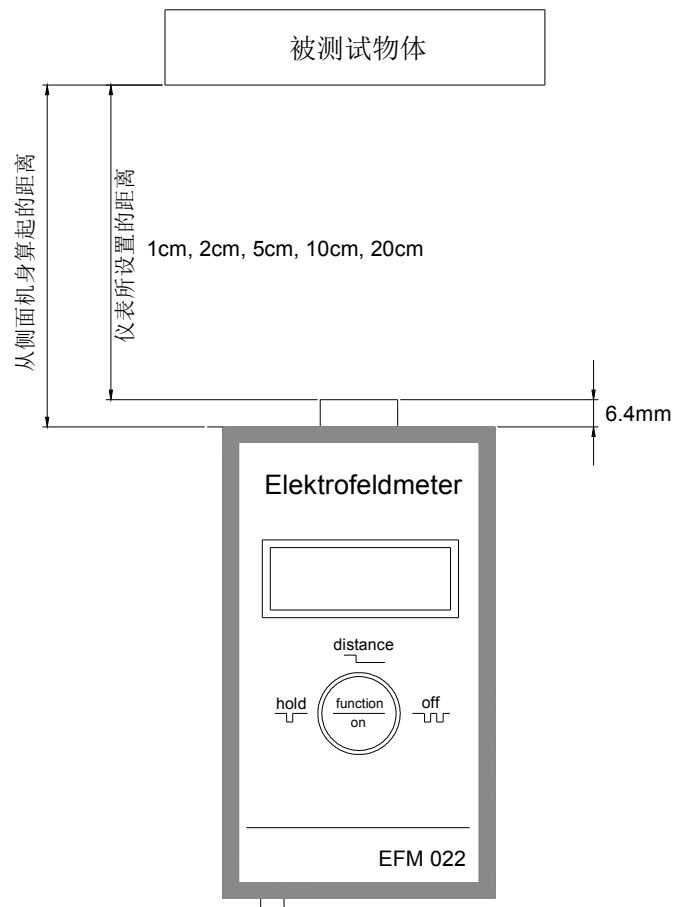 被测试物体
从侧面机身算起的距离
仪表所设置的距离
1cm, 2cm, 5cm, 10cm, 20cm
6.4mm
Elektrofeldmeter
distance
hold
function
on
off
EFM 022